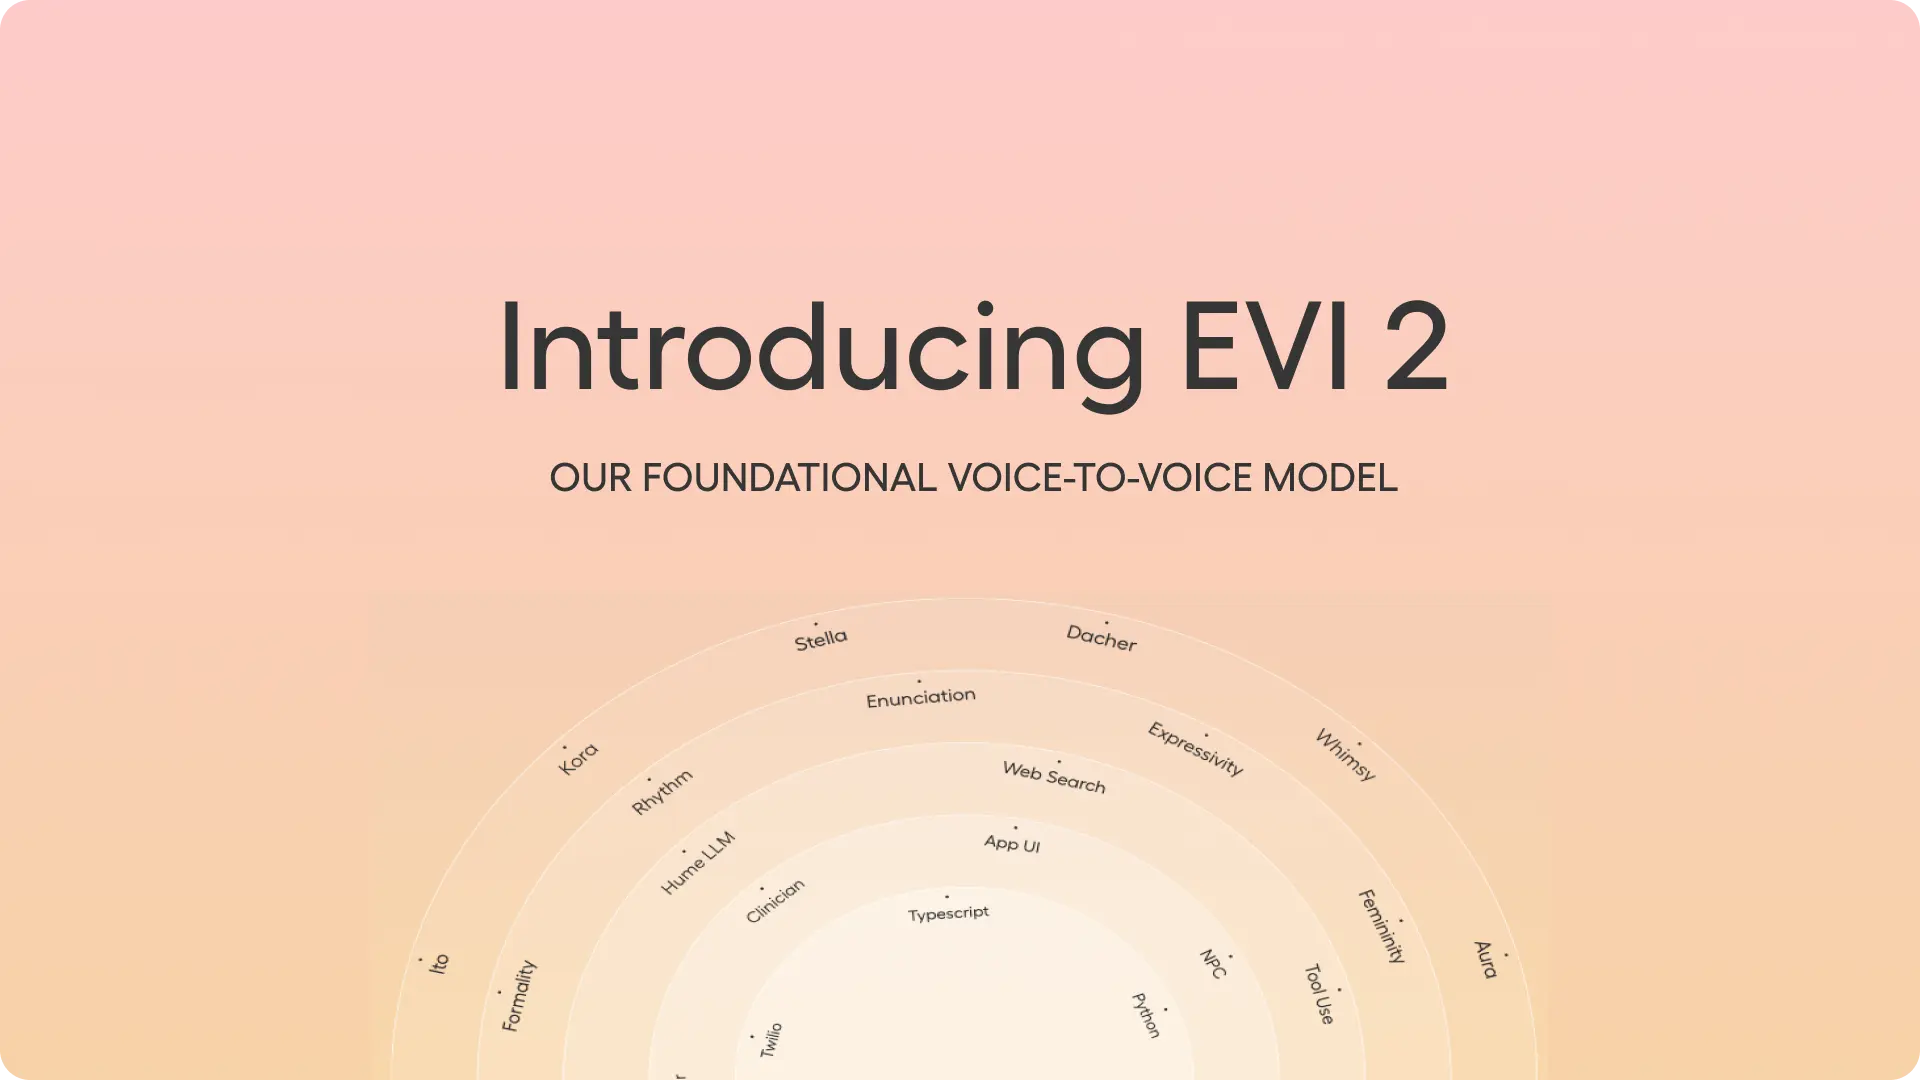 Introducing EVI 2
OUR FOUNDATIONAL VOICE-TO-VOICE MODEL
Stella
Dacher
Kora
Whimsy
Ito
Aura
Enunciation
Expressivity
Rhythm
Femininity
Formality
Web Search
Hume LLM
Tool Use
App UI
Clinician
NPC
Typescript
Python
Twilio